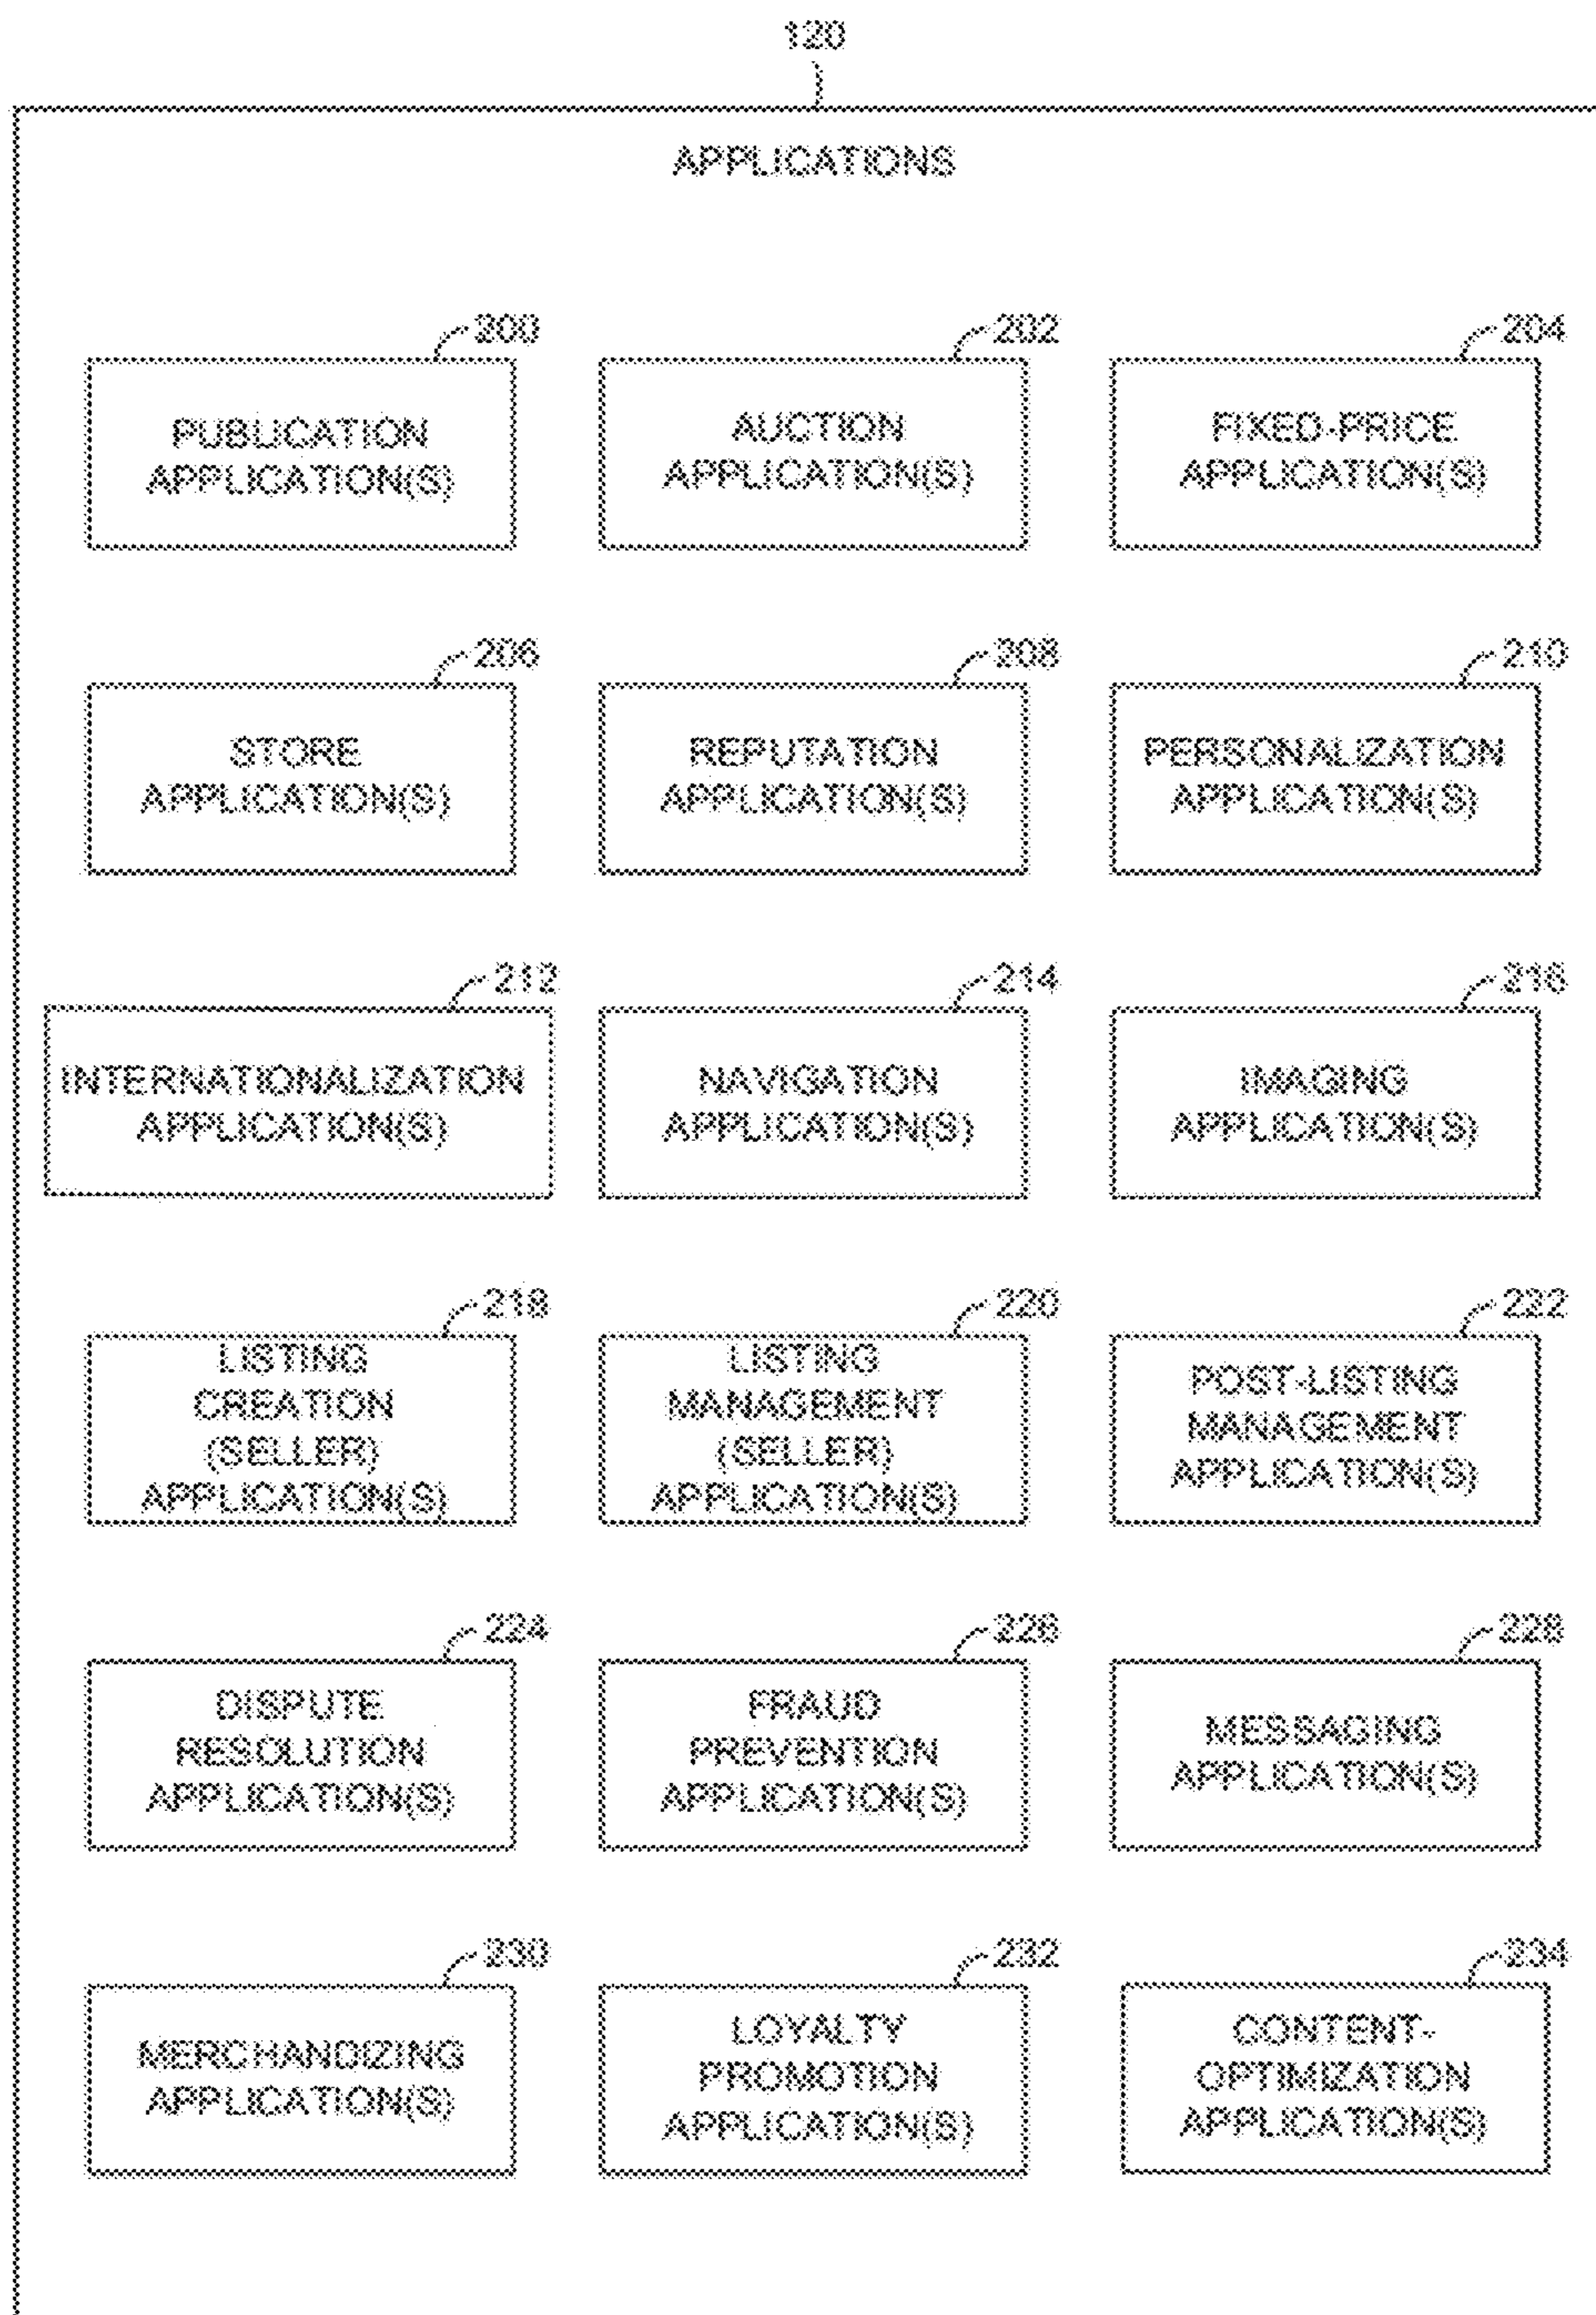 120
APPLICATIONS
200
PUBLICATION
APPLICATION(S)
202
AUCTION
APPLICATION(S)
204
FIXED-PRICE
APPLICATION(S)
206
STORE
APPLICATION(S)
208
REPUTATION
APPLICATION(S)
210
PERSONALIZATION
APPLICATION(S)
212
INTERNATIONALIZATION
APPLICATION(S)
214
NAVIGATION
APPLICATION(S)
216
IMAGING
APPLICATION(S)
218
LISTING
CREATION
(SELLER)
APPLICATION(S)
220
LISTING
MANAGEMENT
(SELLER)
APPLICATION(S)
222
POST-LISTING
MANAGEMENT
APPLICATION(S)
224
DISPUTE
RESOLUTION
APPLICATION(S)
226
FRAUD
PREVENTION
APPLICATION(S)
228
MESSAGING
APPLICATION(S)
230
MERCHANDIZING
APPLICATION(S)
232
LOYALTY
PROMOTION
APPLICATION(S)
234
CONTENT-
OPTIMIZATION
APPLICATION(S)